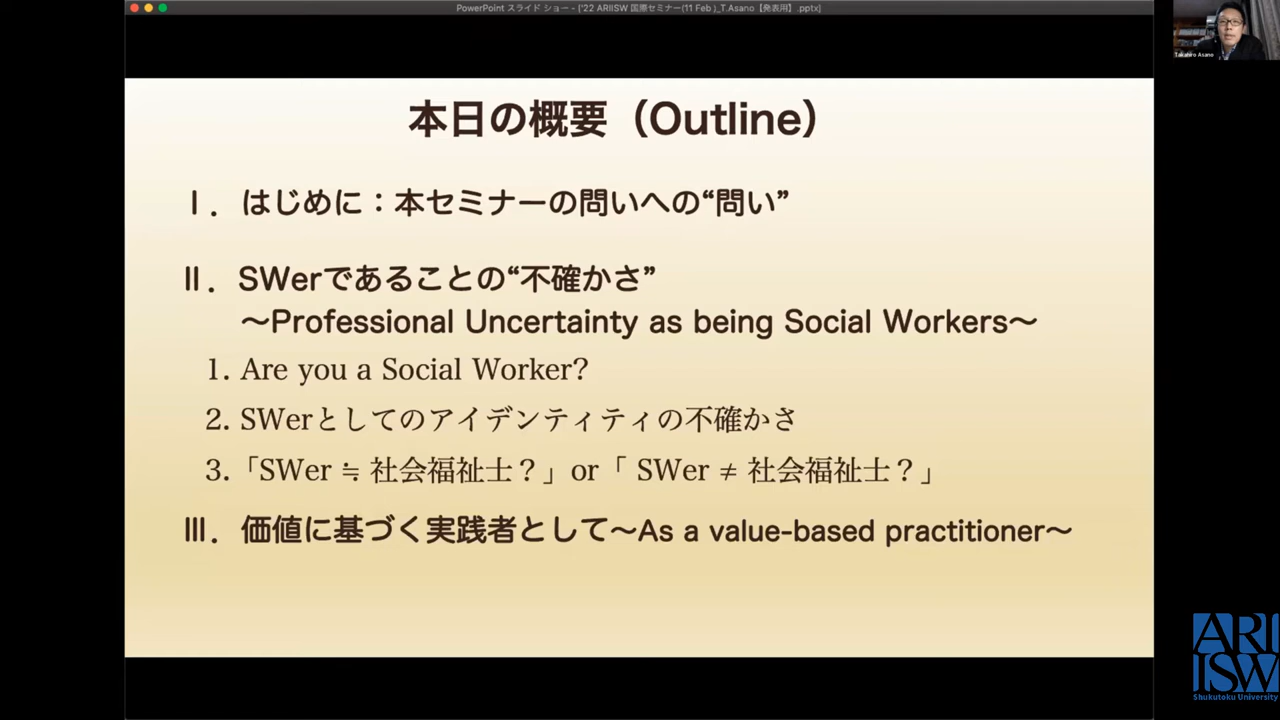 PowerPoint スライド ショー - ['22 ARIISW 国際セミナー(11 Feb )_T.Asano【発表用】.pptx]
Takahiro Asano
本日の概要（Outline）
Ⅰ．はじめに：本セミナーの問いへの“問い”
Ⅱ．SWerであることの“不確かさ”
〜Professional Uncertainty as being Social Workers〜
1. Are you a Social Worker?
2. SWerとしてのアイデンティティの不確かさ
3.「SWer ≒ 社会福祉士？」or「 SWer ≠ 社会福祉士？」
Ⅲ．価値に基づく実践者として〜As a value-based practitioner〜
ARI
ISW
Shukutoku University